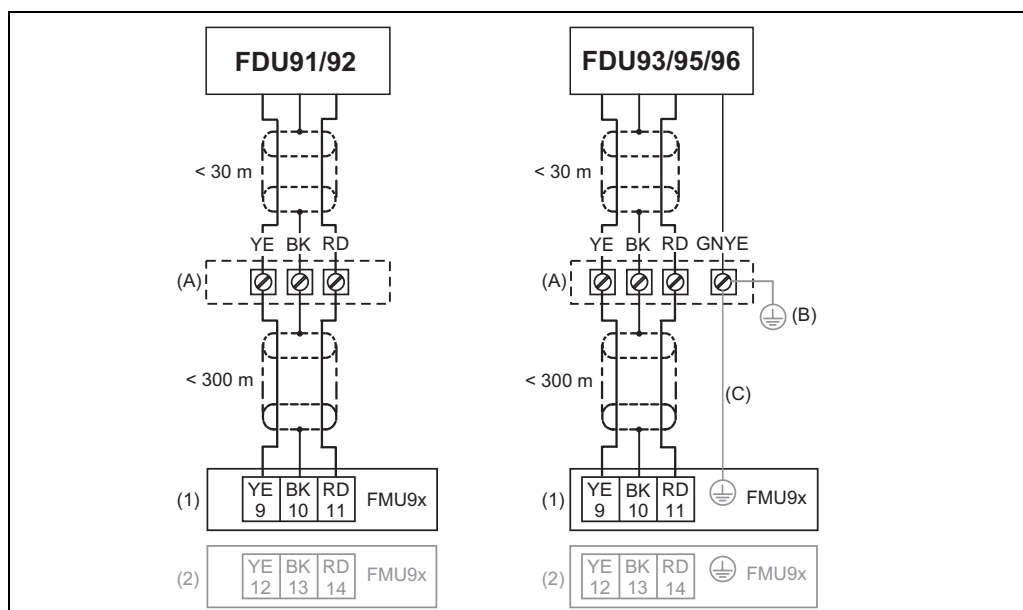 FDU91/92
FDU93/95/96
< 30 m
< 30 m
YE BK RD
YE BK RD GNYE
(A)
(A)
(B)
< 300 m
< 300 m
(C)
(1)
YE BK RD
9 10 11
FMU9x
(1)
YE BK RD
9 10 11
FMU9x
(2)
YE BK RD
12 13 14
FMU9x
(2)
YE BK RD
12 13 14
FMU9x